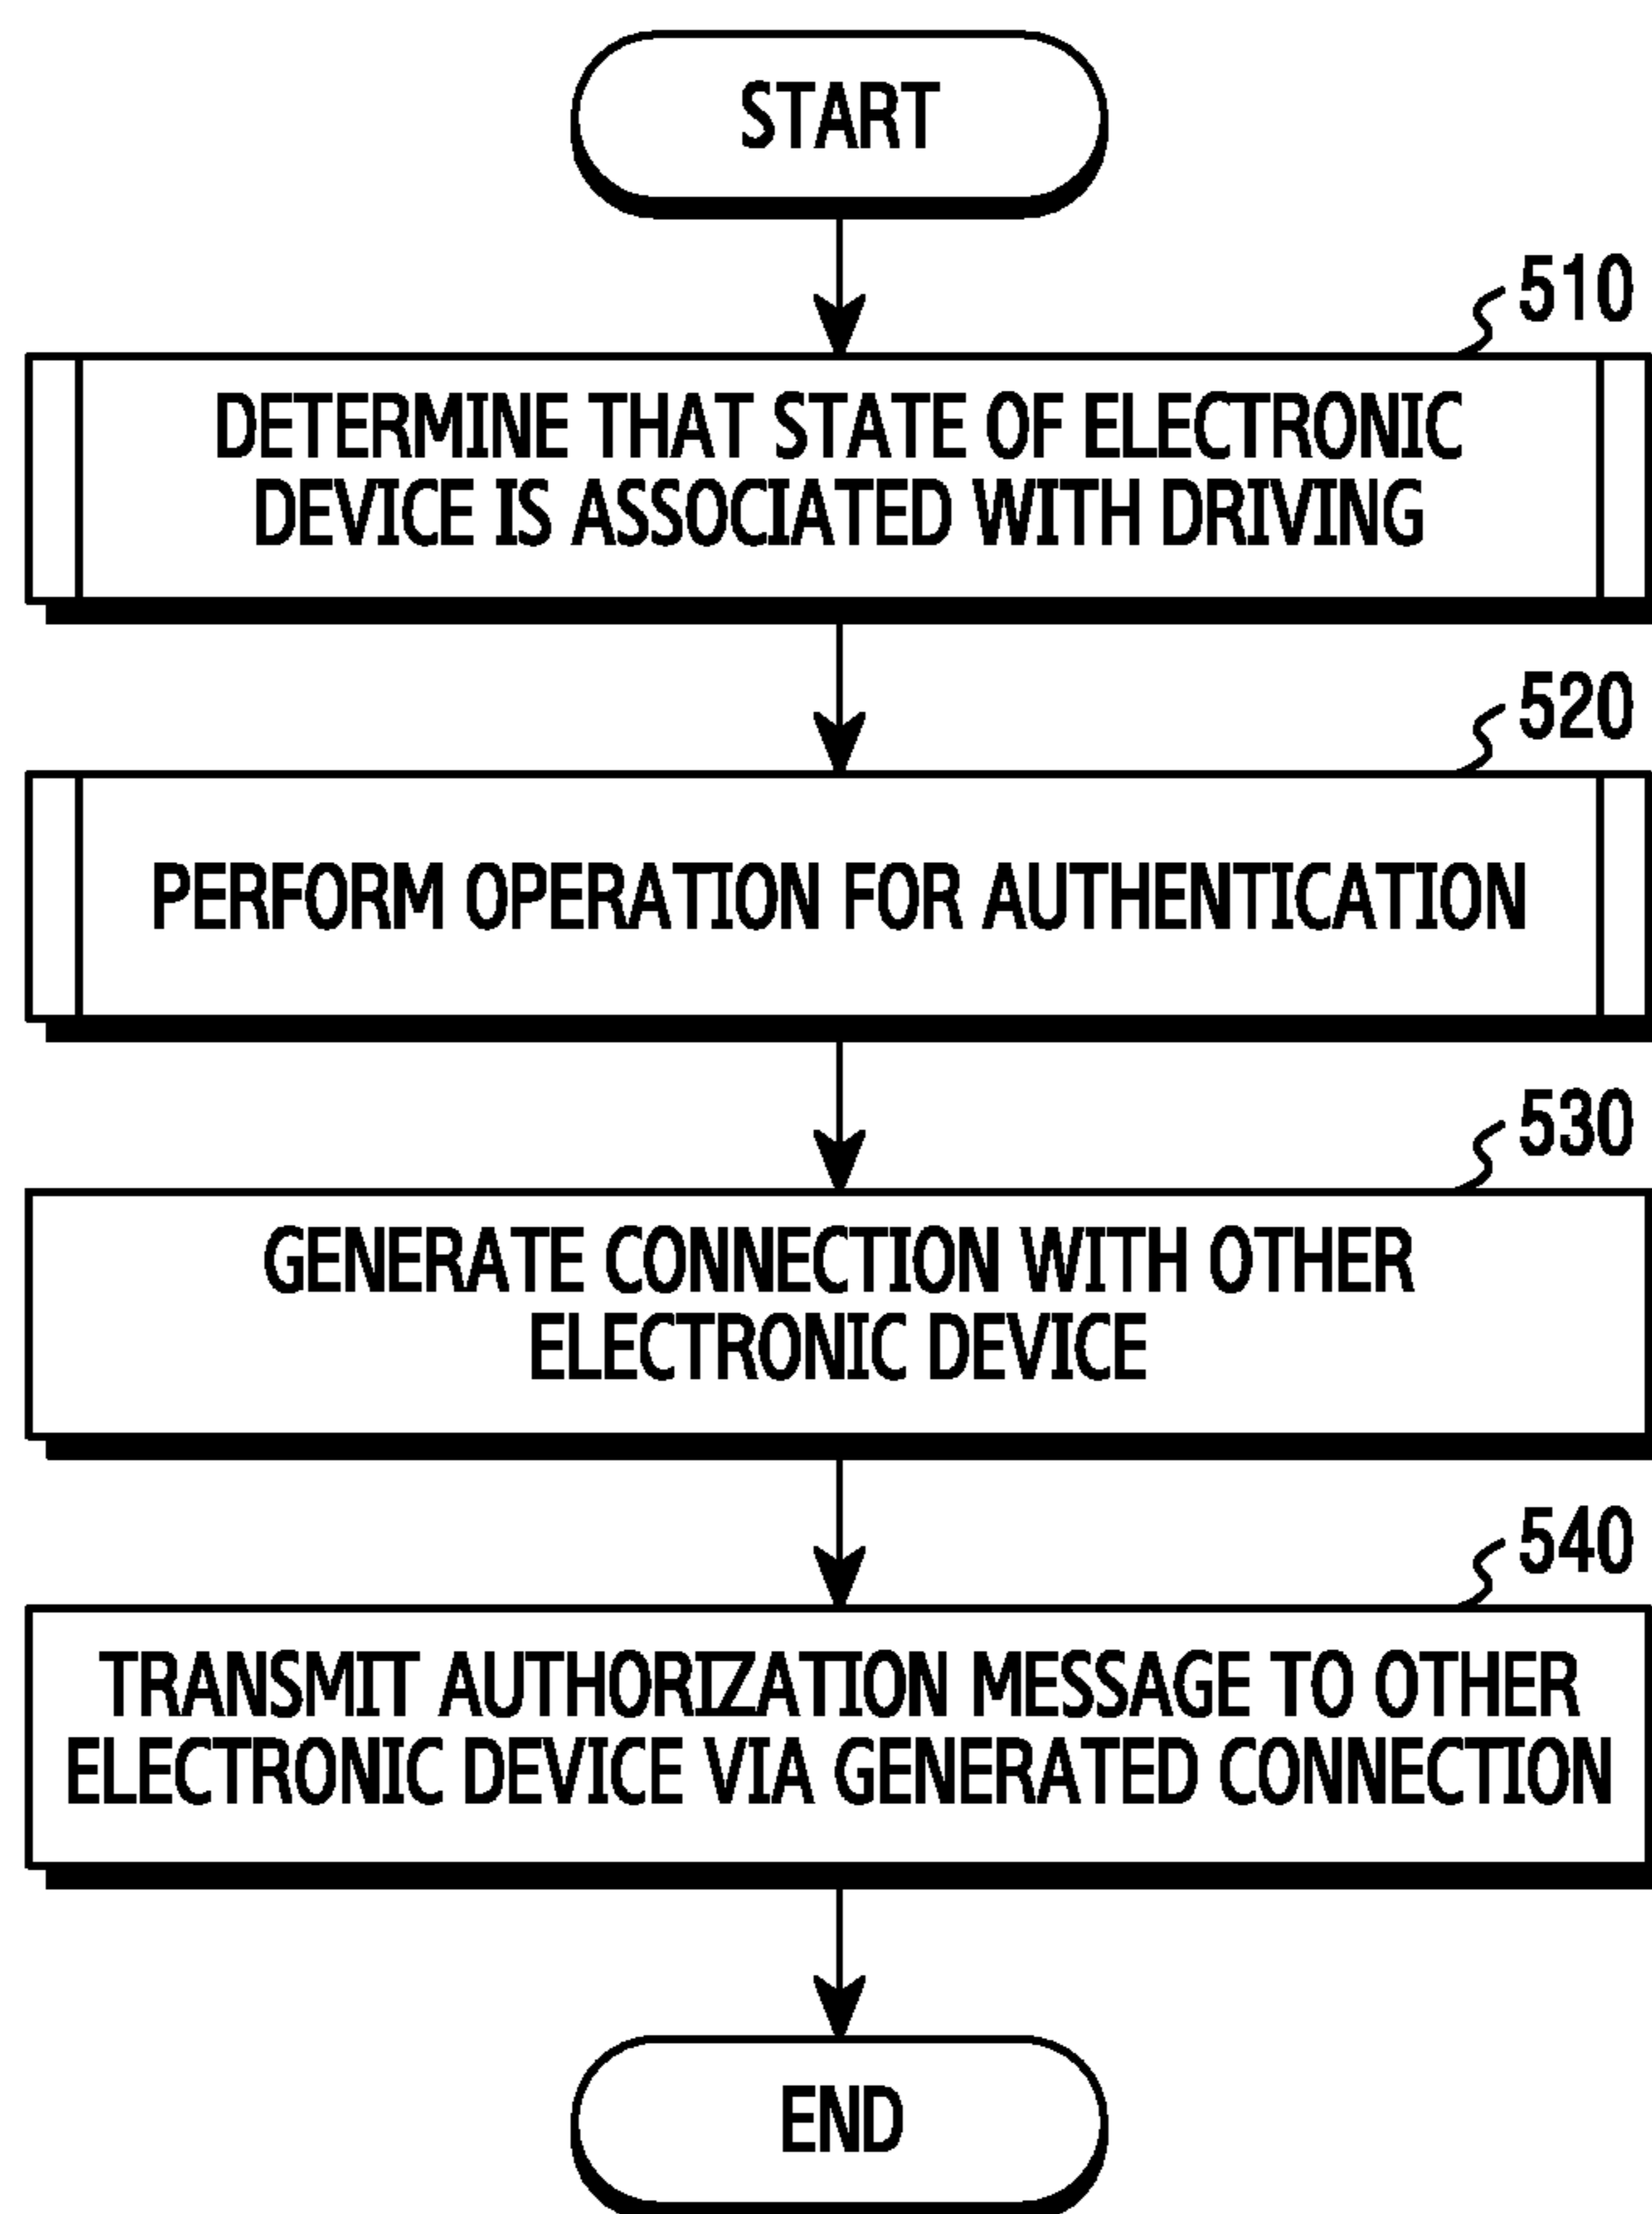 START
510
DETERMINE THAT STATE OF ELECTRONIC
DEVICE IS ASSOCIATED WITH DRIVING
520
PERFORM OPERATION FOR AUTHENTICATION
530
GENERATE CONNECTION WITH OTHER
ELECTRONIC DEVICE
540
TRANSMIT AUTHORIZATION MESSAGE TO OTHER
ELECTRONIC DEVICE VIA GENERATED CONNECTION
END